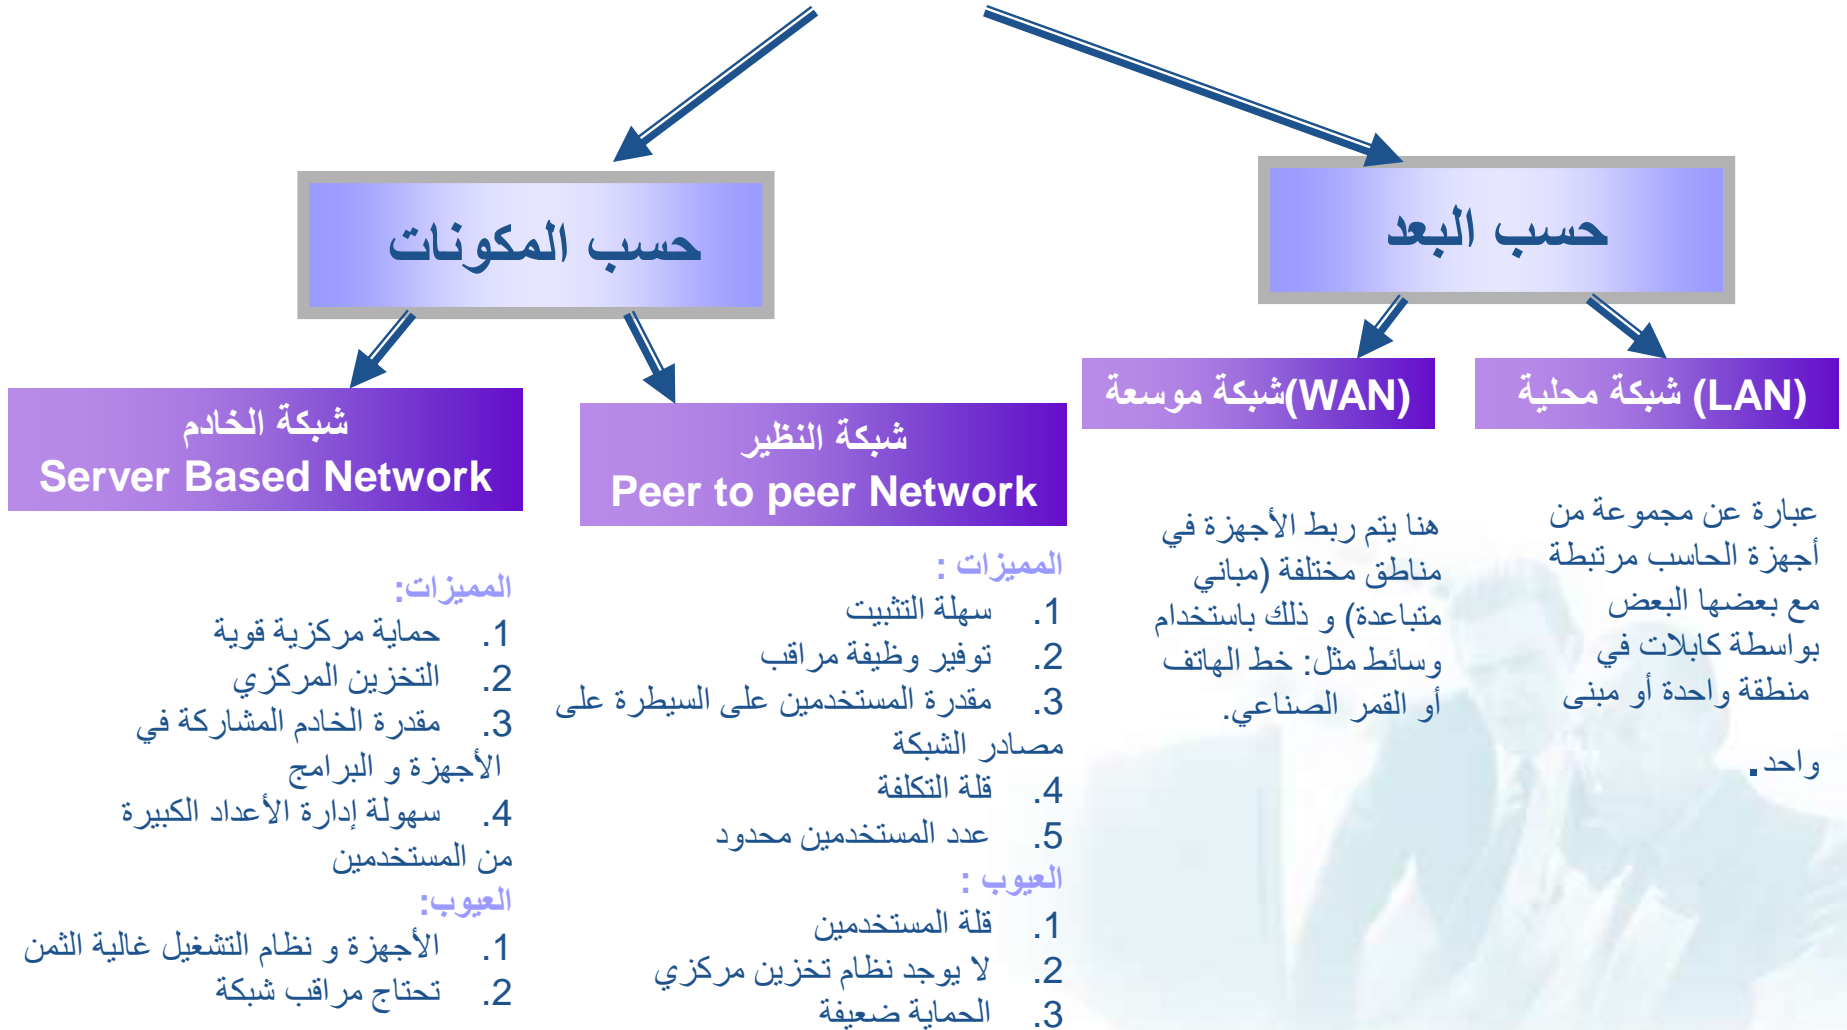 حسب البعد
(LAN) شبكة محلية
عبارة عن مجموعة من
أجهزة الحاسب مرتبطة
مع بعضها البعض
بواسطة كابلات في
منطقة واحدة أو مبنى
واحد.
(WAN)شبكة موسعة
هنا يتم ربط الأجهزة في
مناطق مختلفة (مباني
متباعدة) و ذلك باستخدام
وسائط مثل: خط الهاتف
أو القمر الصناعي.
حسب المكونات
شبكة النظير
Peer to peer Network
المميزات :
1. سهلة التثبيت
2. توفير وظيفة مراقب
3. مقدرة المستخدمين على السيطرة على
مصادر الشبكة
4. قلة التكلفة
5. عدد المستخدمين محدود
العيوب :
1. قلة المستخدمين
2. لا يوجد نظام تخزين مركزي
3. الحماية ضعيفة
شبكة الخادم
Server Based Network
المميزات:
1. حماية مركزية قوية
2. التخزين المركزي
3. مقدرة الخادم المشاركة في
الأجهزة و البرامج
4. سهولة إدارة الأعداد الكبيرة
من المستخدمين
العيوب:
1. الأجهزة و نظام التشغيل غالية الثمن
2. تحتاج مراقب شبكة